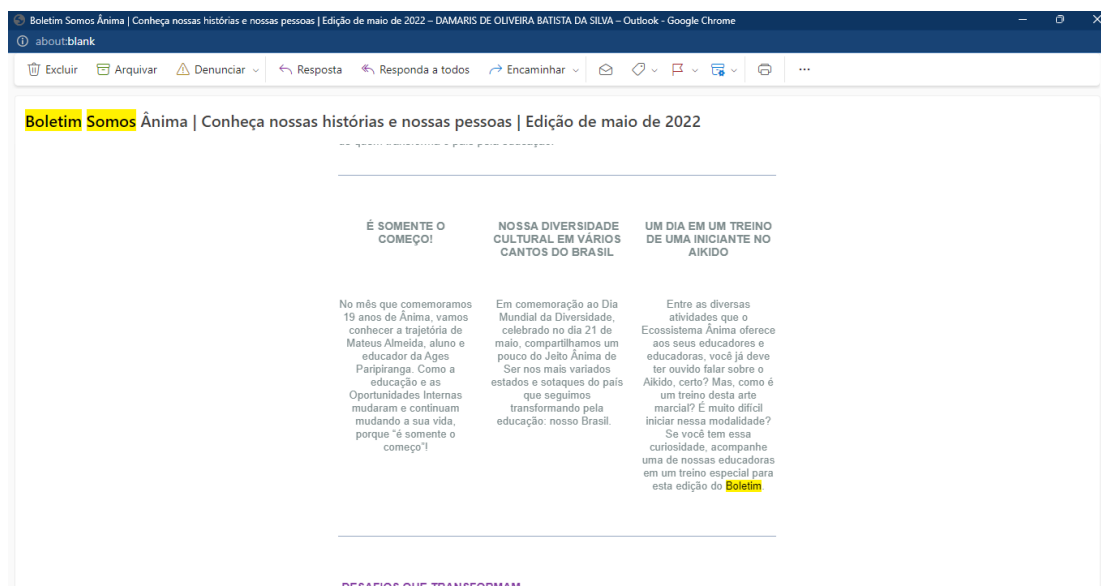 Boletim Somos Ânima | Conheça nossas histórias e nossas pessoas | Edição de maio de 2022 – DAMARIS DE OLIVEIRA BATISTA DA SILVA – Outlook - Google Chrome
about:blank
Excluir Arquivar Denunciar Resposta Responda a todos Encaminhar
Boletim Somos Ânima | Conheça nossas histórias e nossas pessoas | Edição de maio de 2022
de quem transforma o país pela educação.
É SOMENTE O
COMEÇO!
No mês que comemoramos
19 anos de Ânima, vamos
conhecer a trajetória de
Mateus Almeida, aluno e
educador da Ages
Paripiranga. Como a
educação e as
Oportunidades Internas
mudaram e continuam
mudando a sua vida,
porque “é somente o
começo”!
NOSSA DIVERSIDADE
CULTURAL EM VÁRIOS
CANTOS DO BRASIL
Em comemoração ao Dia
Mundial da Diversidade,
celebrado no dia 21 de
maio, compartilhamos um
pouco do Jeito Ânima de
Ser nos mais variados
estados e sotaques do país
que seguimos
transformando pela
educação: nosso Brasil.
UM DIA EM UM TREINO
DE UMA INICIANTE NO
AIKIDO
Entre as diversas
atividades que o
Ecossistema Ânima oferece
aos seus educadores e
educadoras, você já deve
ter ouvido falar sobre o
Aikido, certo? Mas, como é
um treino desta arte
marcial? É muito difícil
iniciar nessa modalidade?
Se você tem essa
curiosidade, acompanhe
uma de nossas educadoras
em um treino especial para
esta edição do Boletim.
DESAFIOS QUE TRANSFORMAM